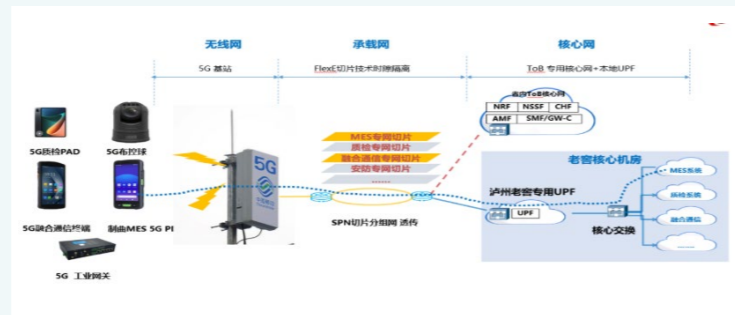 无线网
承载网
核心网
5G 基站
FlexE切片技术时隙隔离
ToB 专用核心网+本地UPF
NRF
NSSF
CHF
AMF
SMF/GW-C
MES专网切片
质检专网切片
融合通信专网切片
安防专网切片
......
5G质检PAD
5G布控球
5G
中国移动
老窖核心机房
MES系统
泸州老窖专用UPF
质检系统
UPF
融合通信
核心交换
5G融合通信终端
制曲MES 5G PI
SPN切片分组网 透传
5G 工业网关